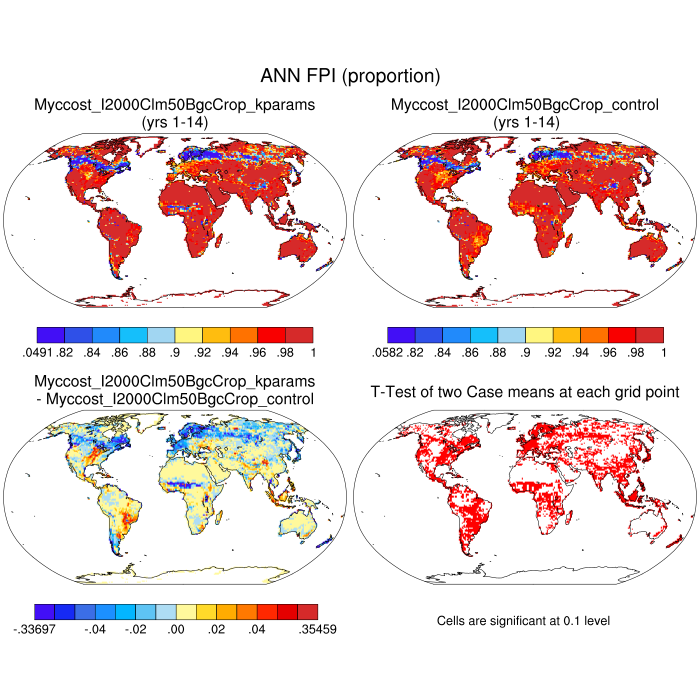 ANN FPI (proportion)
Myccost_I2000Clm50BgcCrop_kparams
(yrs 1-14)
Myccost_I2000Clm50BgcCrop_control
(yrs 1-14)
.0491 .82 .84 .86 .88 .9 .92 .94 .96 .98 1
.0582 .82 .84 .86 .88 .9 .92 .94 .96 .98 1
Myccost_I2000Clm50BgcCrop_kparams
- Myccost_I2000Clm50BgcCrop_control
T-Test of two Case means at each grid point
-.33697 -.04 -.02 .00 .02 .04 .35459
Cells are significant at 0.1 level